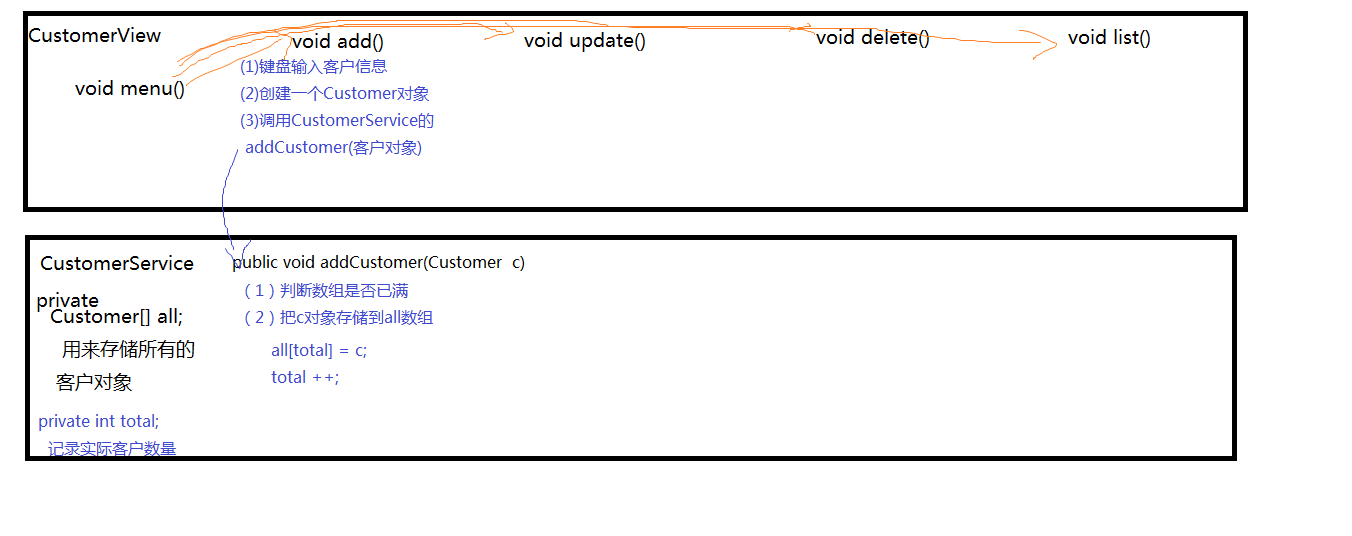 CustomerView
void add()
void update()
void delete()
void list()
void menu()
(1)键盘输入客户信息
(2)创建一个Customer对象
(3)调用CustomerService的
addCustomer(客户对象)
CustomerService
public void addCustomer(Customer  c)
private
Customer[] all;
用来存储所有的
客户对象
private int total;
记录实际客户数量
（1）判断数组是否已满
（2）把c对象存储到all数组
all[total] = c;
total ++;